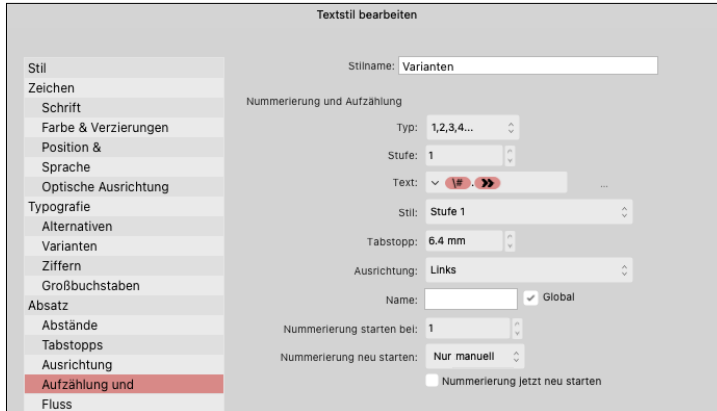 Textstil bearbeiten
Stil
Stilname: Varianten
Zeichen
Schrift
Nummerierung und Aufzählung
Farbe & Verzierungen
Typ: 1,2,3,4...
Position &
Sprache
Stufe: 1
Optische Ausrichtung
Text: \#. »
...
Typografie
Stil: Stufe 1
Alternativen
Varianten
Tabstopp: 6.4 mm
Ziffern
Ausrichtung: Links
Großbuchstaben
Name:
Global
Absatz
Abstände
Nummerierung starten bei: 1
Tabstopps
Ausrichtung
Nummerierung neu starten: Nur manuell
Aufzählung und
Nummerierung jetzt neu starten
Fluss